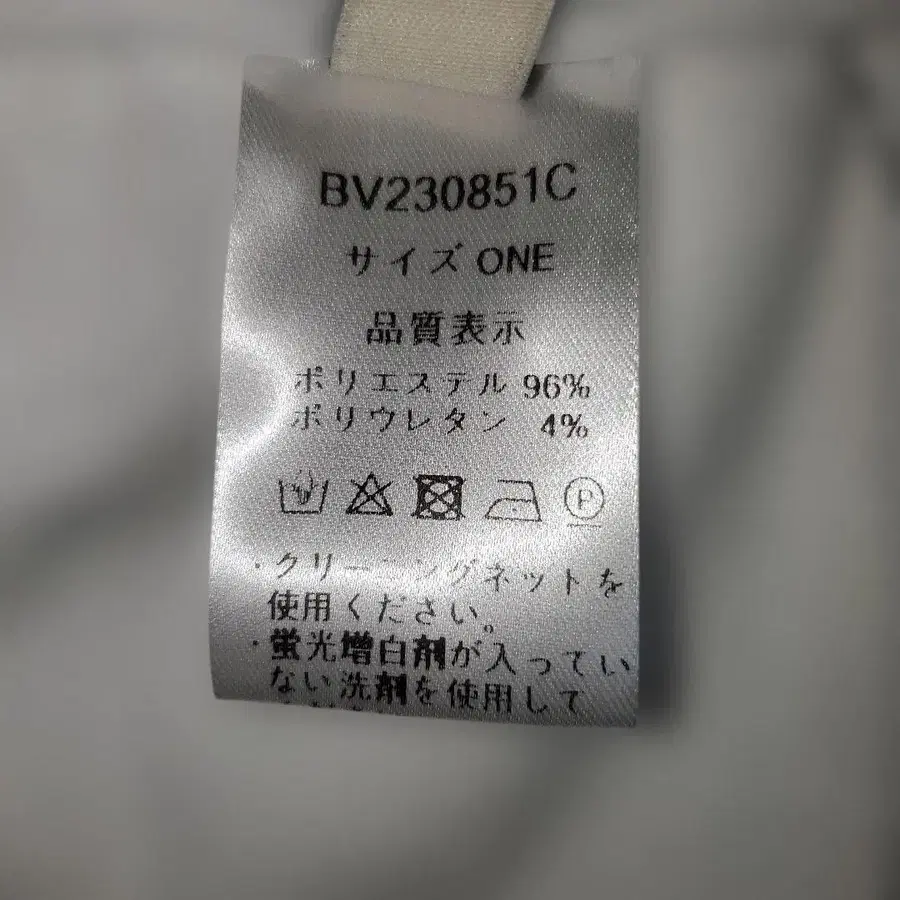 BV230851C
サイズ ONE
品質表示
ポリエステル 96%
ポリウレタン 4%
P
・クリーニングネットを
使用ください。
・蛍光増白剤が入ってい
ない洗剤を使用して